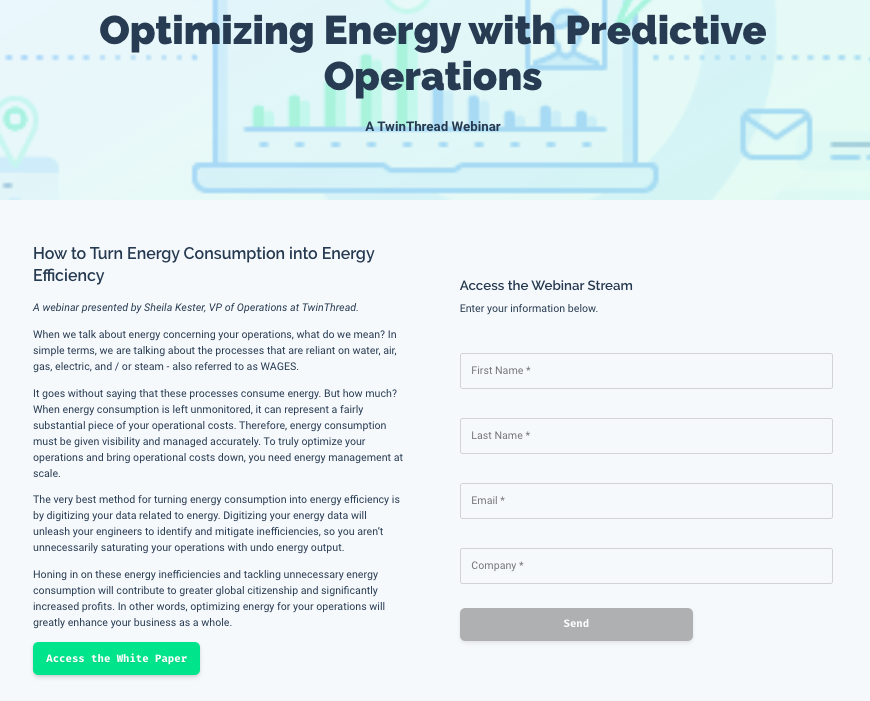 Optimizing Energy with Predictive
Operations
A TwinThread Webinar
How to Turn Energy Consumption into Energy
Efficiency
A webinar presented by Sheila Kester, VP of Operations at TwinThread.
When we talk about energy concerning your operations, what do we mean? In
simple terms, we are talking about the processes that are reliant on water, air,
gas, electric, and / or steam - also referred to as WAGES.
It goes without saying that these processes consume energy. But how much?
When energy consumption is left unmonitored, it can represent a fairly
substantial piece of your operational costs. Therefore, energy consumption
must be given visibility and managed accurately. To truly optimize your
operations and bring operational costs down, you need energy management at
scale.
The very best method for turning energy consumption into energy efficiency is
by digitizing your data related to energy. Digitizing your energy data will
unleash your engineers to identify and mitigate inefficiencies, so you aren't
unnecessarily saturating your operations with undo energy output.
Honing in on these energy inefficiencies and tackling unnecessary energy
consumption will contribute to greater global citizenship and significantly
increased profits. In other words, optimizing energy for your operations will
greatly enhance your business as a whole.
Access the White Paper
Access the Webinar Stream
Enter your information below.
First Name *
Last Name *
Email *
Company *
Send